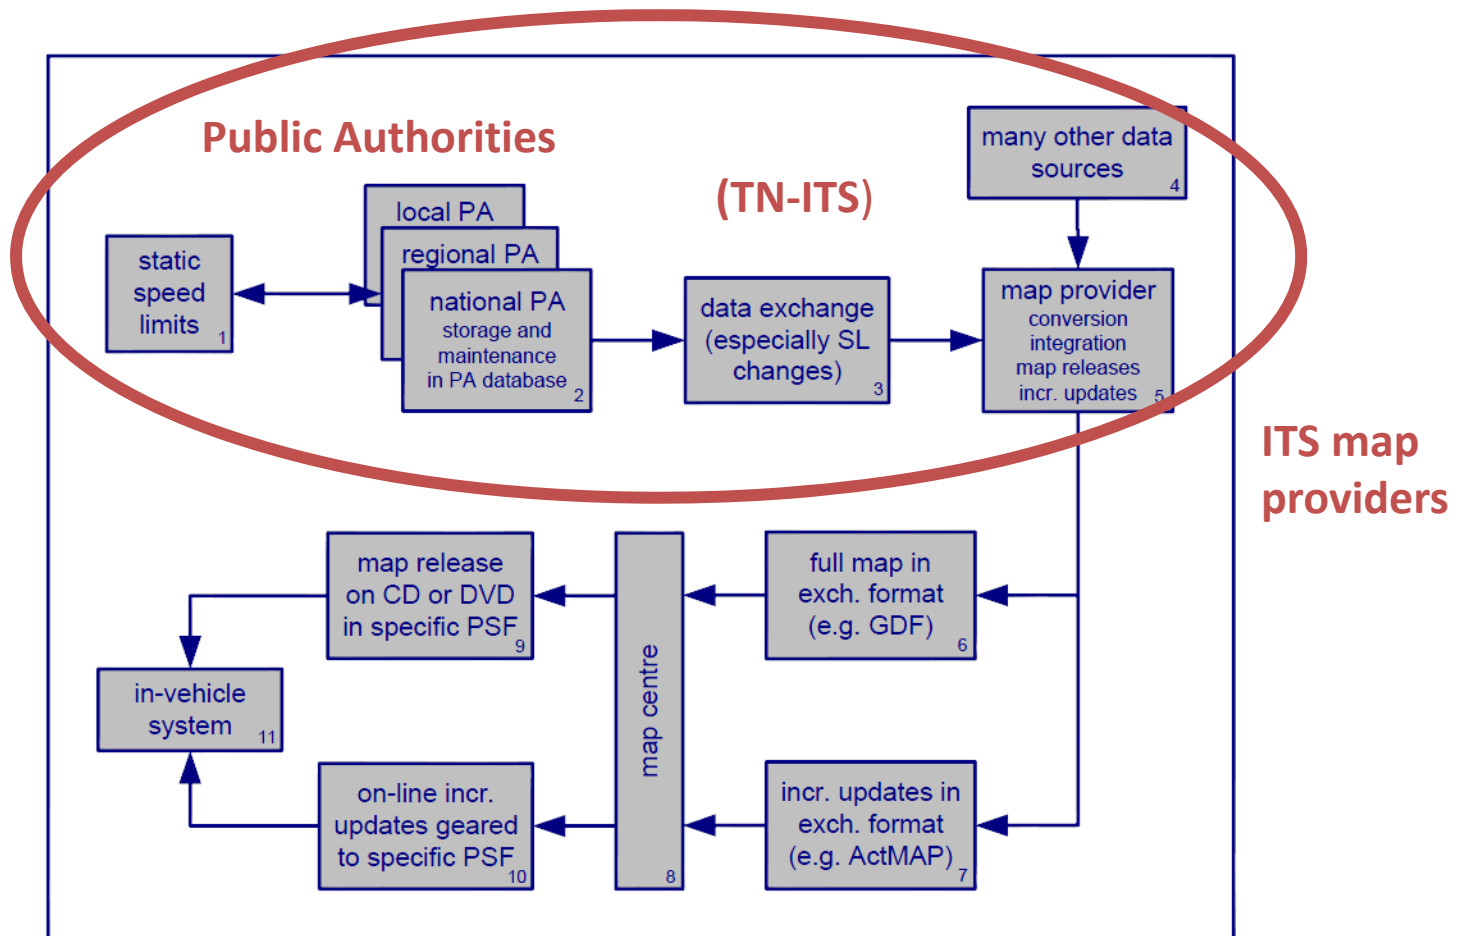 Public Authorities
(TN-ITS)
many other data
sources
4
static
speed
limits
1
local PA
regional PA
national PA
storage and
maintenance
in PA database
2
data exchange
(especially SL
changes)
3
map provider
conversion
integration
map releases
incr. updates
5
ITS map
providers
map release
on CD or DVD
in specific PSF
9
map centre
8
full map in
exch. format
(e.g. GDF)
6
in-vehicle
system
11
on-line incr.
updates geared
to specific PSF
10
incr. updates in
exch. format
(e.g. ActMAP)
7